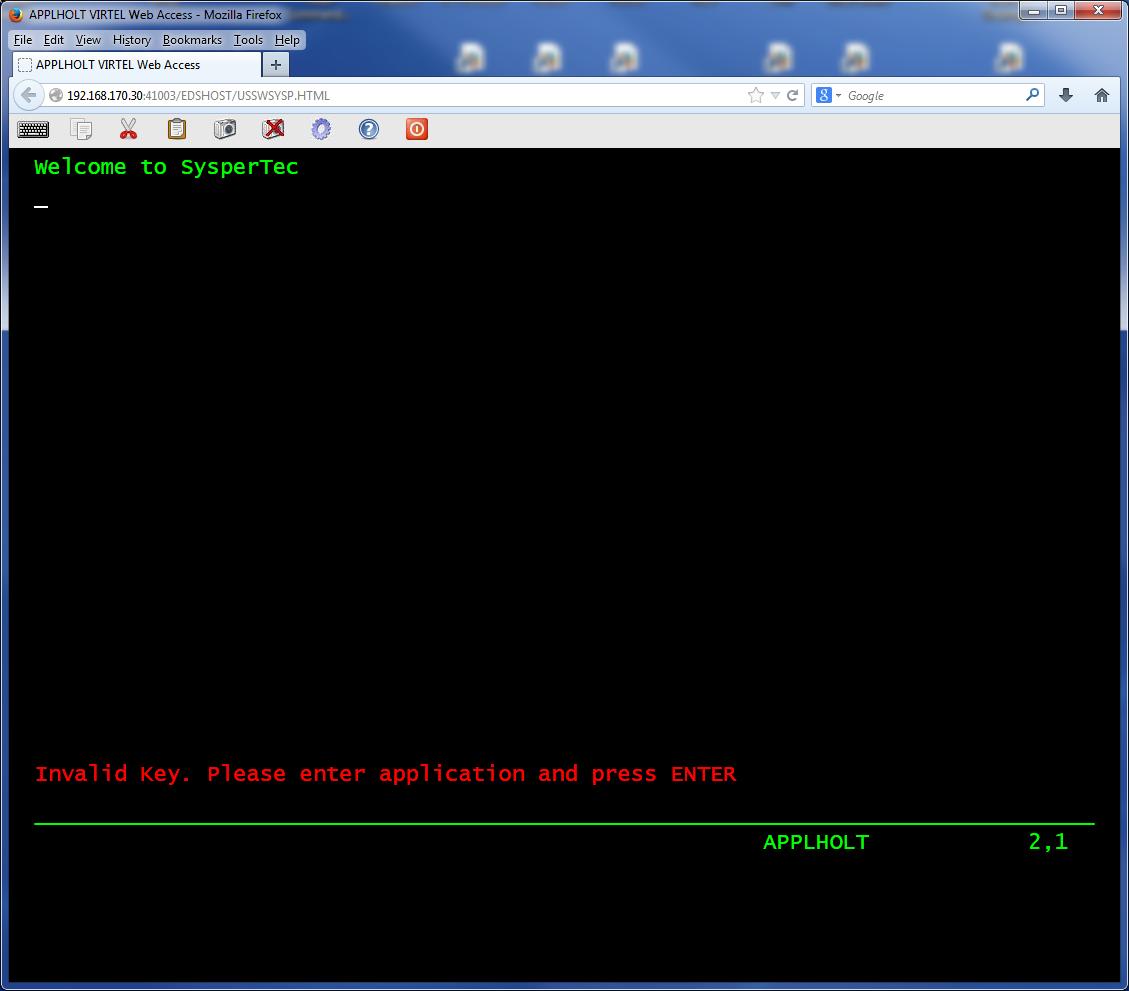 APPLHOLT VIRTEL Web Access - Mozilla Firefox
File Edit View History Bookmarks Tools Help
APPLHOLT VIRTEL Web Access
192.168.170.30:41003/EDSHOST/USSWSYSP.HTML
8 Google
Welcome to SysperTec
Invalid Key. Please enter application and press ENTER
APPLHOLT 2,1